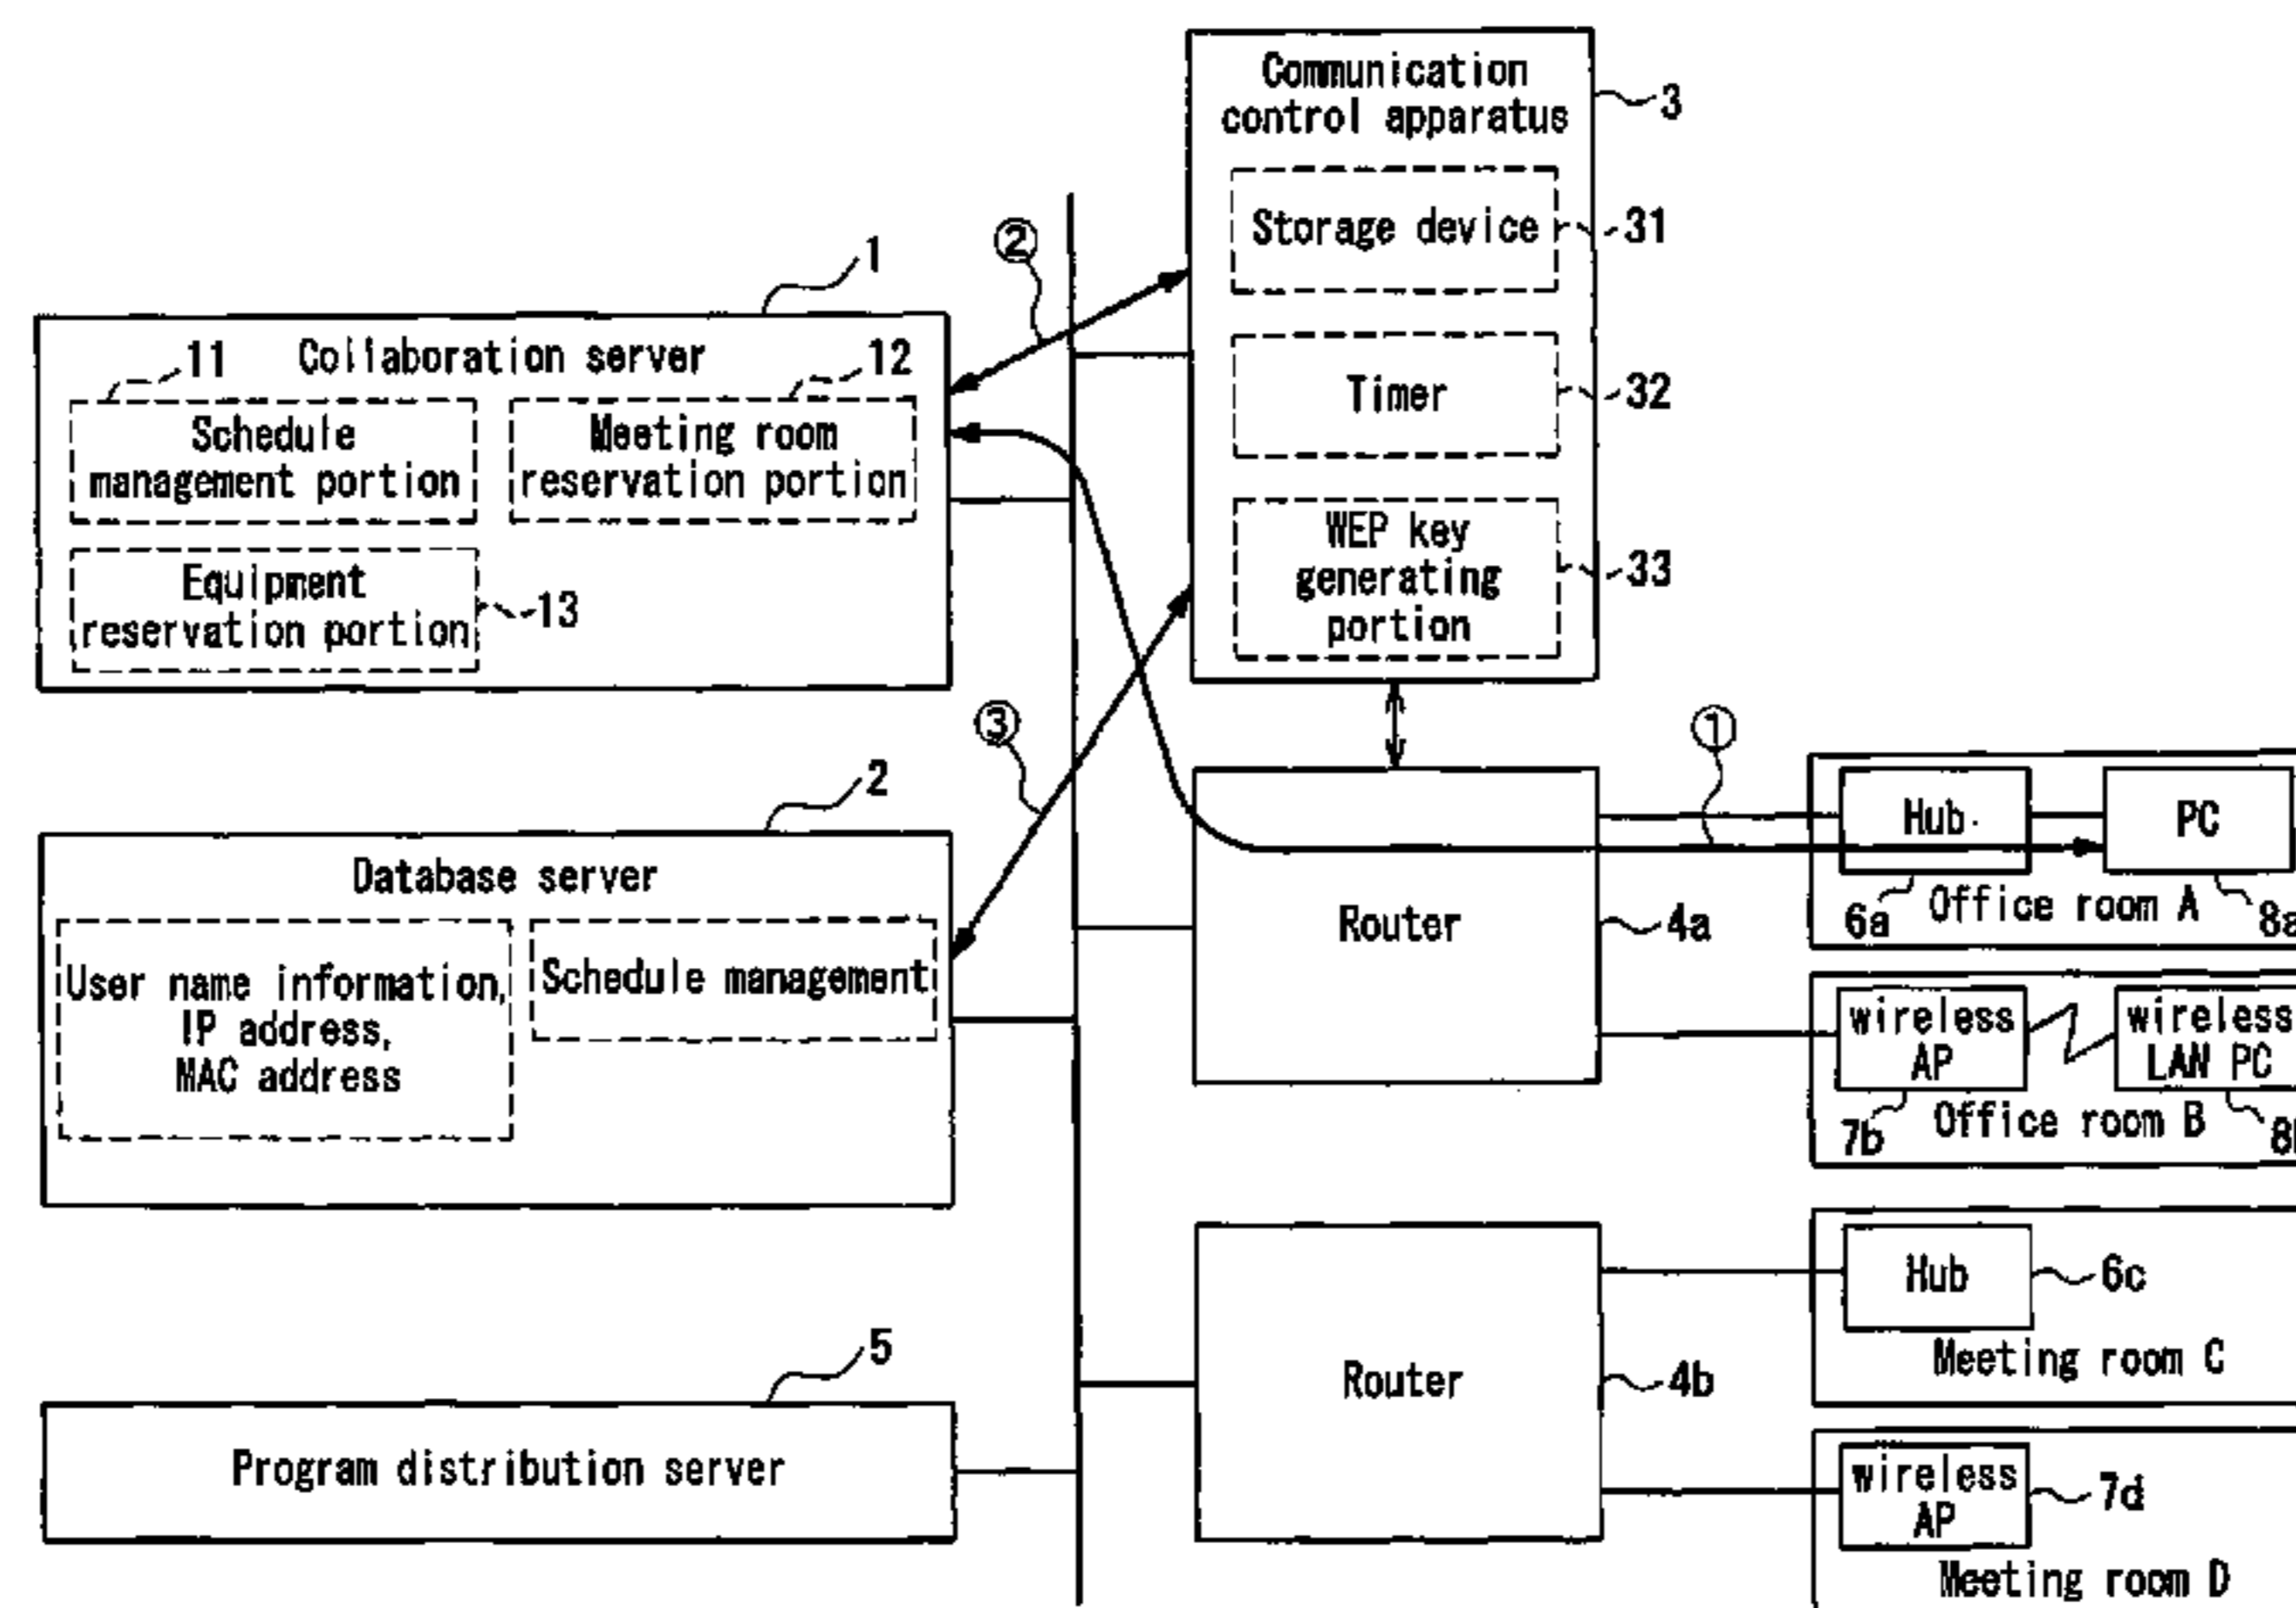 Communication
control apparatus
3
Storage device
31
Timer
32
WEP key
generating
portion
33
②
1
Collaboration server
11
12
Schedule
management portion
Meeting room
reservation portion
Equipment
reservation portion
13
③
①
2
Database server
User name information,
IP address,
MAC address
Schedule management
Router
4a
Hub
PC
6a
Office room A
8a
wireless
AP
wireless
LAN PC
7b
Office room B
5
Program distribution server
Router
4b
Hub
6c
Meeting room C
wireless
AP
7d
Meeting room D